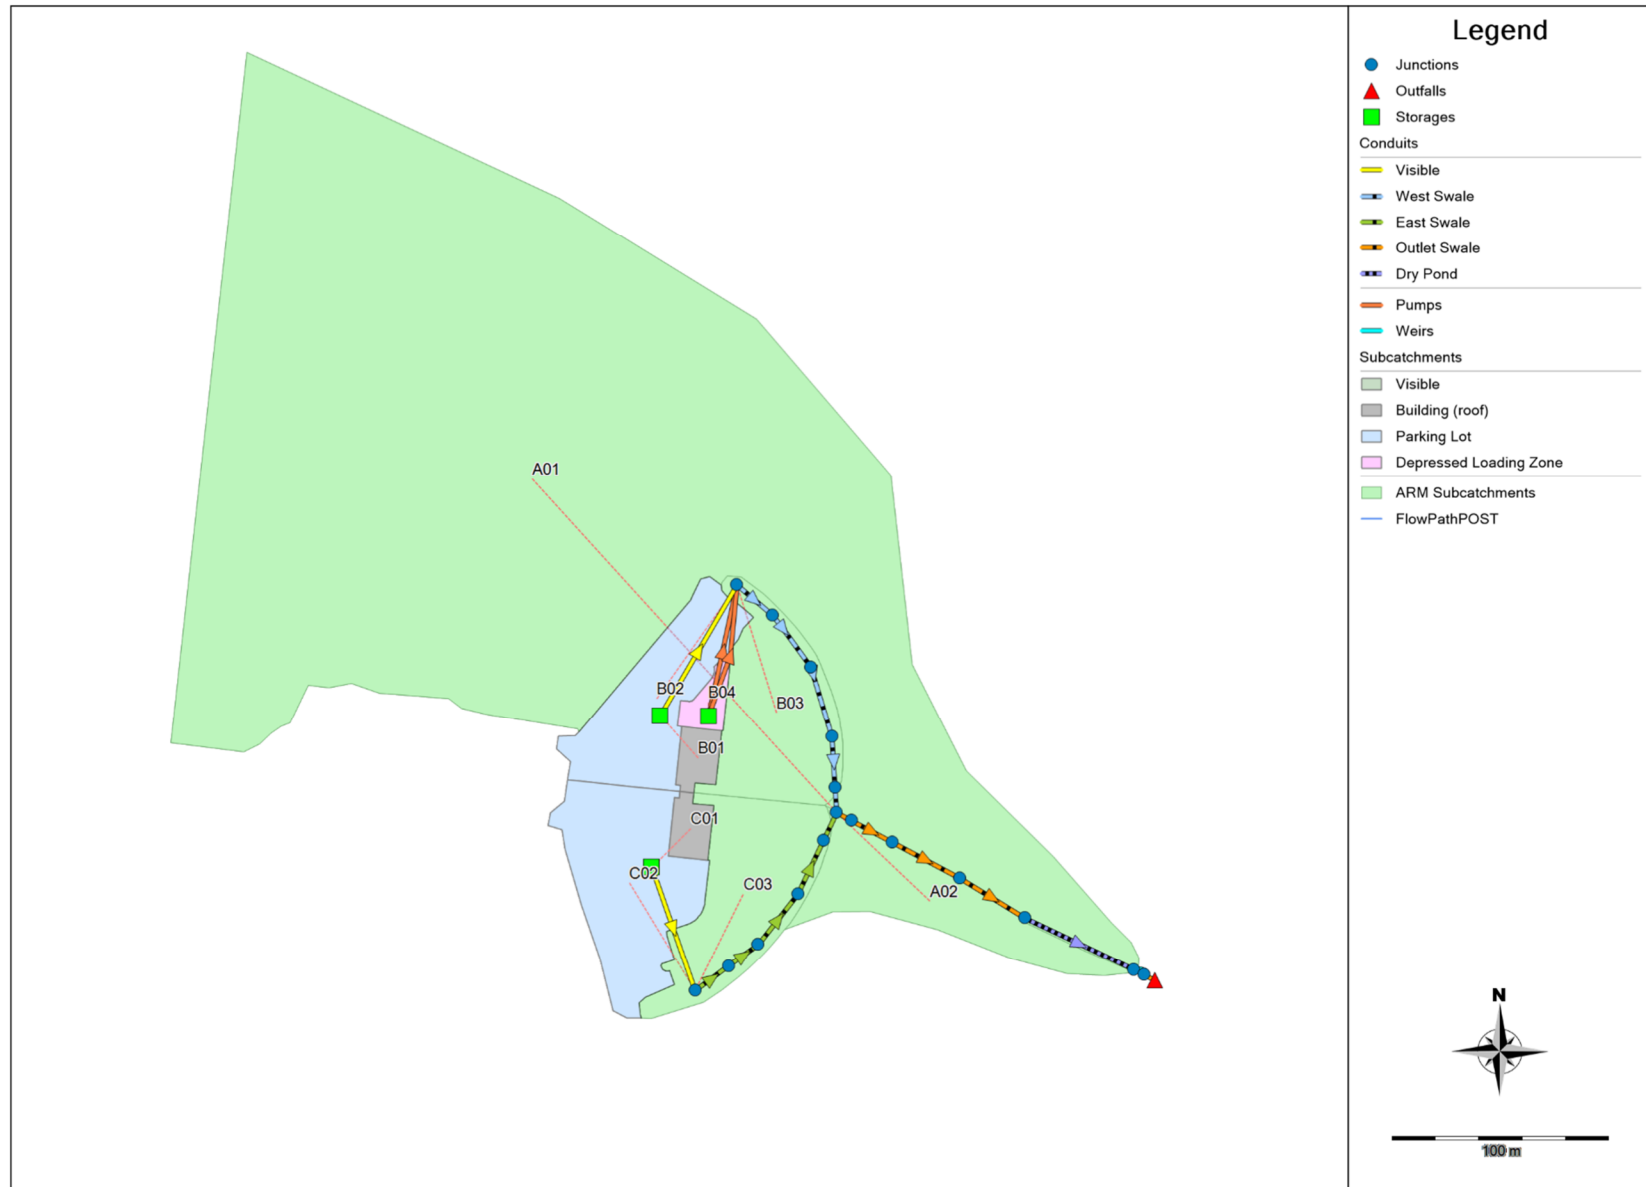 Legend
Junctions
Outfalls
Storages
Conduits
Visible
West Swale
East Swale
Outlet Swale
Dry Pond
Pumps
Weirs
Subcatchments
Visible
Building (roof)
Parking Lot
Depressed Loading Zone
ARM Subcatchments
FlowPathPOST
A01
B02
B04
B03
B01
C01
C02
C03
A02
N
100 m